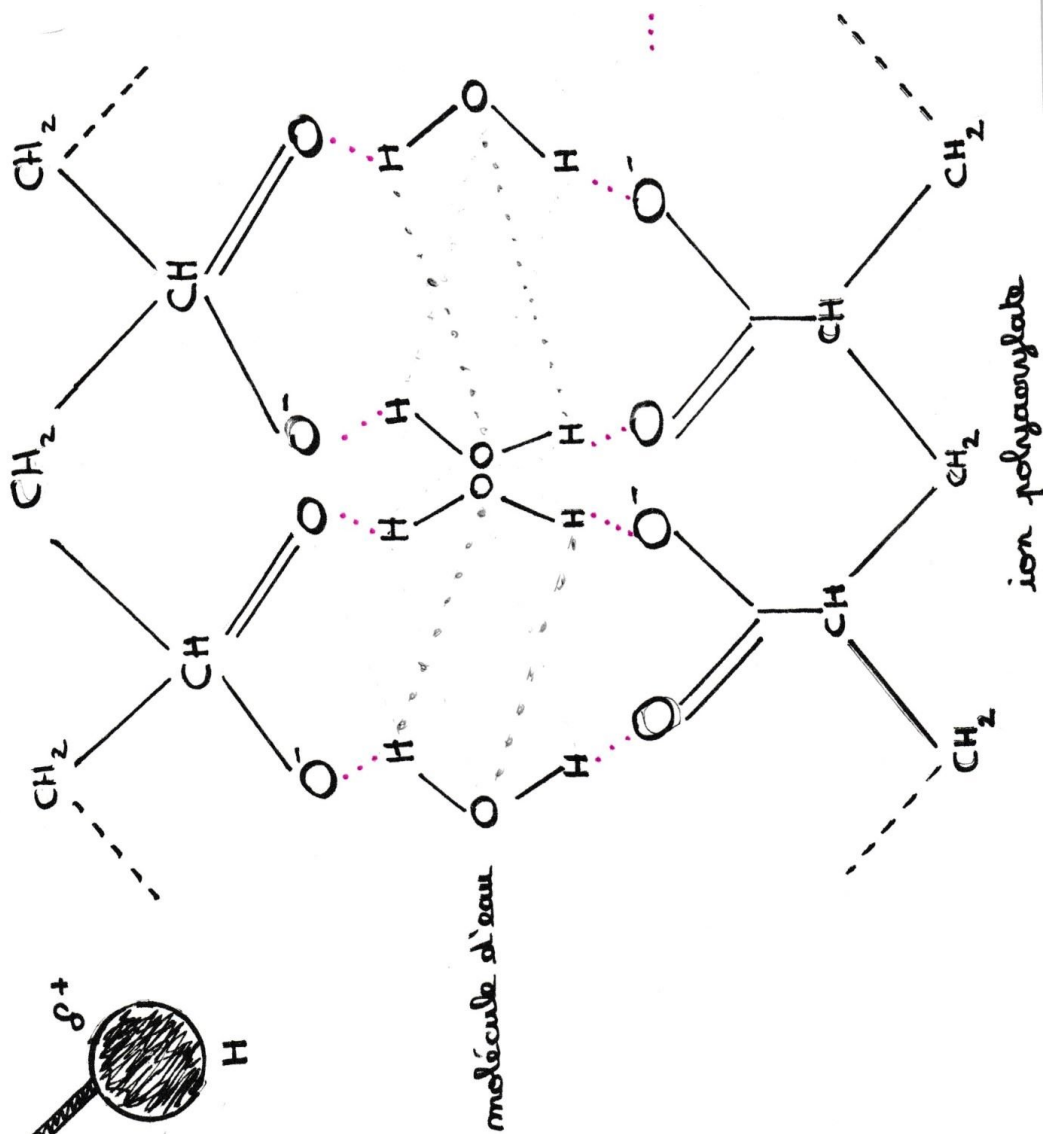 CH₂ CH₂ CH₂
δ+
CH CH
H
O⁻ O O⁻ O
H H H H
molécule d'eau O O O O
H H H H
O O⁻ O O⁻
CH CH
CH₂ CH₂ CH₂
ion polyacrylate